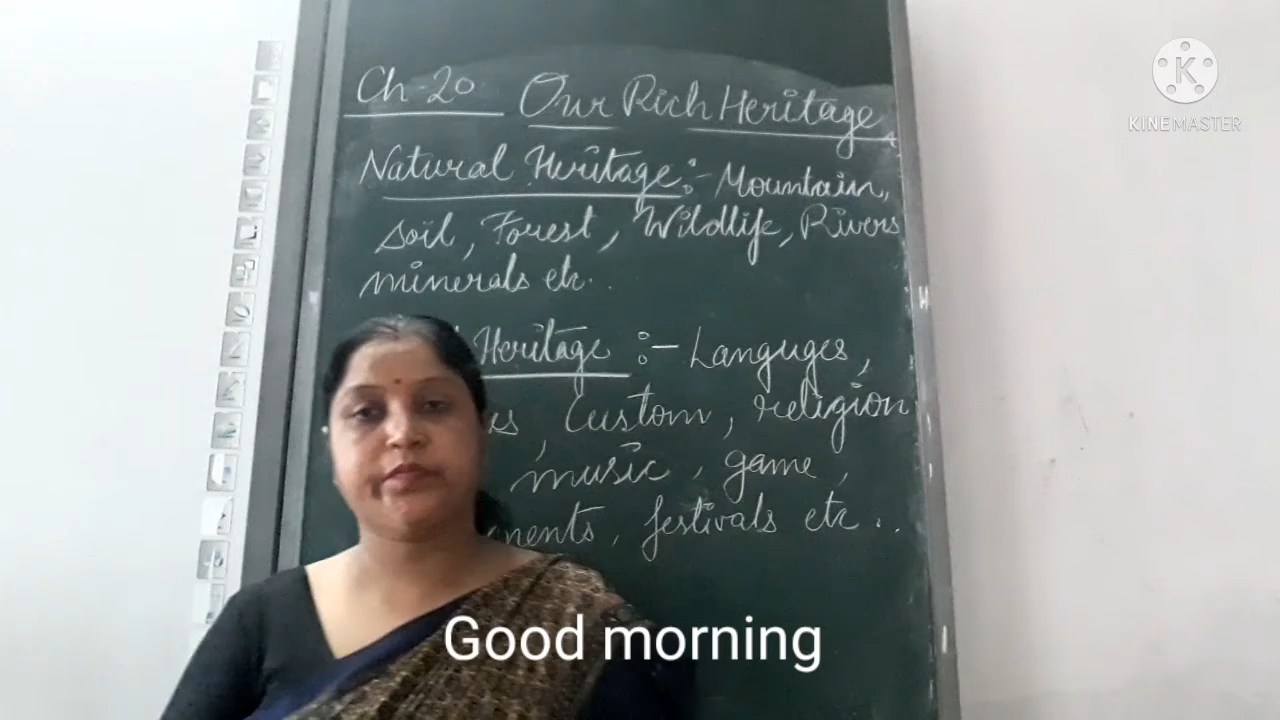 Ch-20 Our Rich Heritage
Natural Heritage:- Mountain,
soil, Forest, Wildlife, Rivers
minerals etc..
Heritage :- Languges,
, Custom, religion
music, game,
, festivals etc..
Good morning
K
KINEMASTER